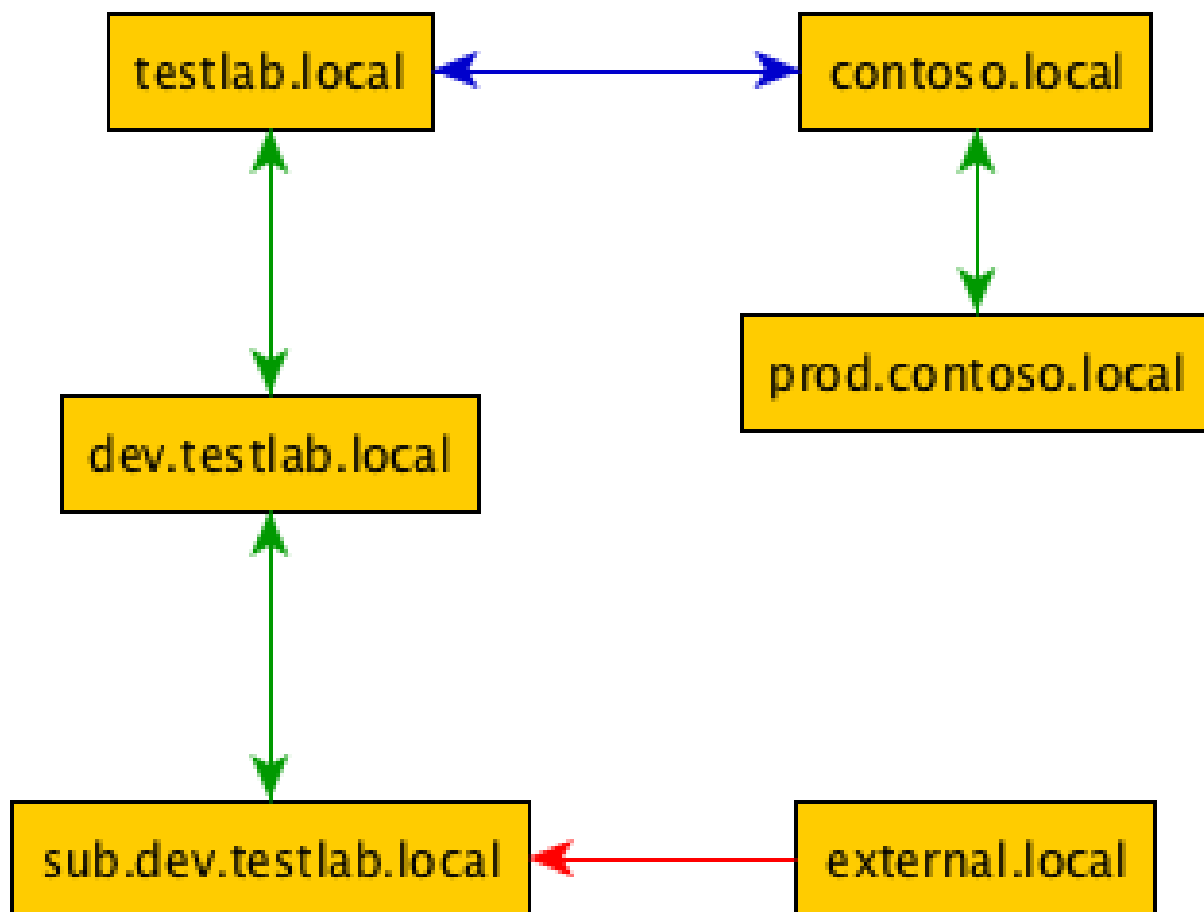 testlab.local
contoso.local
prod.contoso.local
dev.testlab.local
sub.dev.testlab.local
external.local